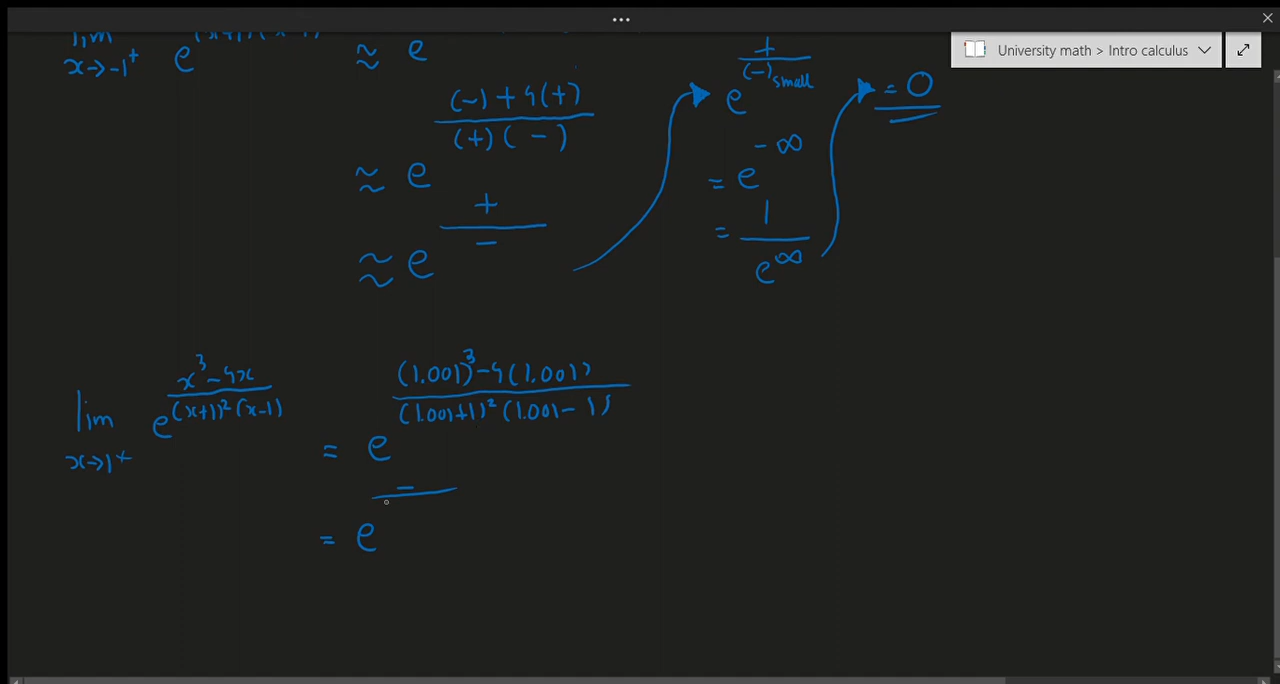 University math > Intro calculus
lim x→-1⁺ e
≈ e
≈ e^(((-)+4(+))/((+)(-)))
≈ e^(+/-)
e^(+/(-)small)
= e^(-∞)
= 1/e^∞
= 0
lim x→1⁺ e^((x³-4x)/((x+1)²(x-1))) = e^(((1.001)³-4(1.001))/((1.001+1)²(1.001-1)))
= e^(-/